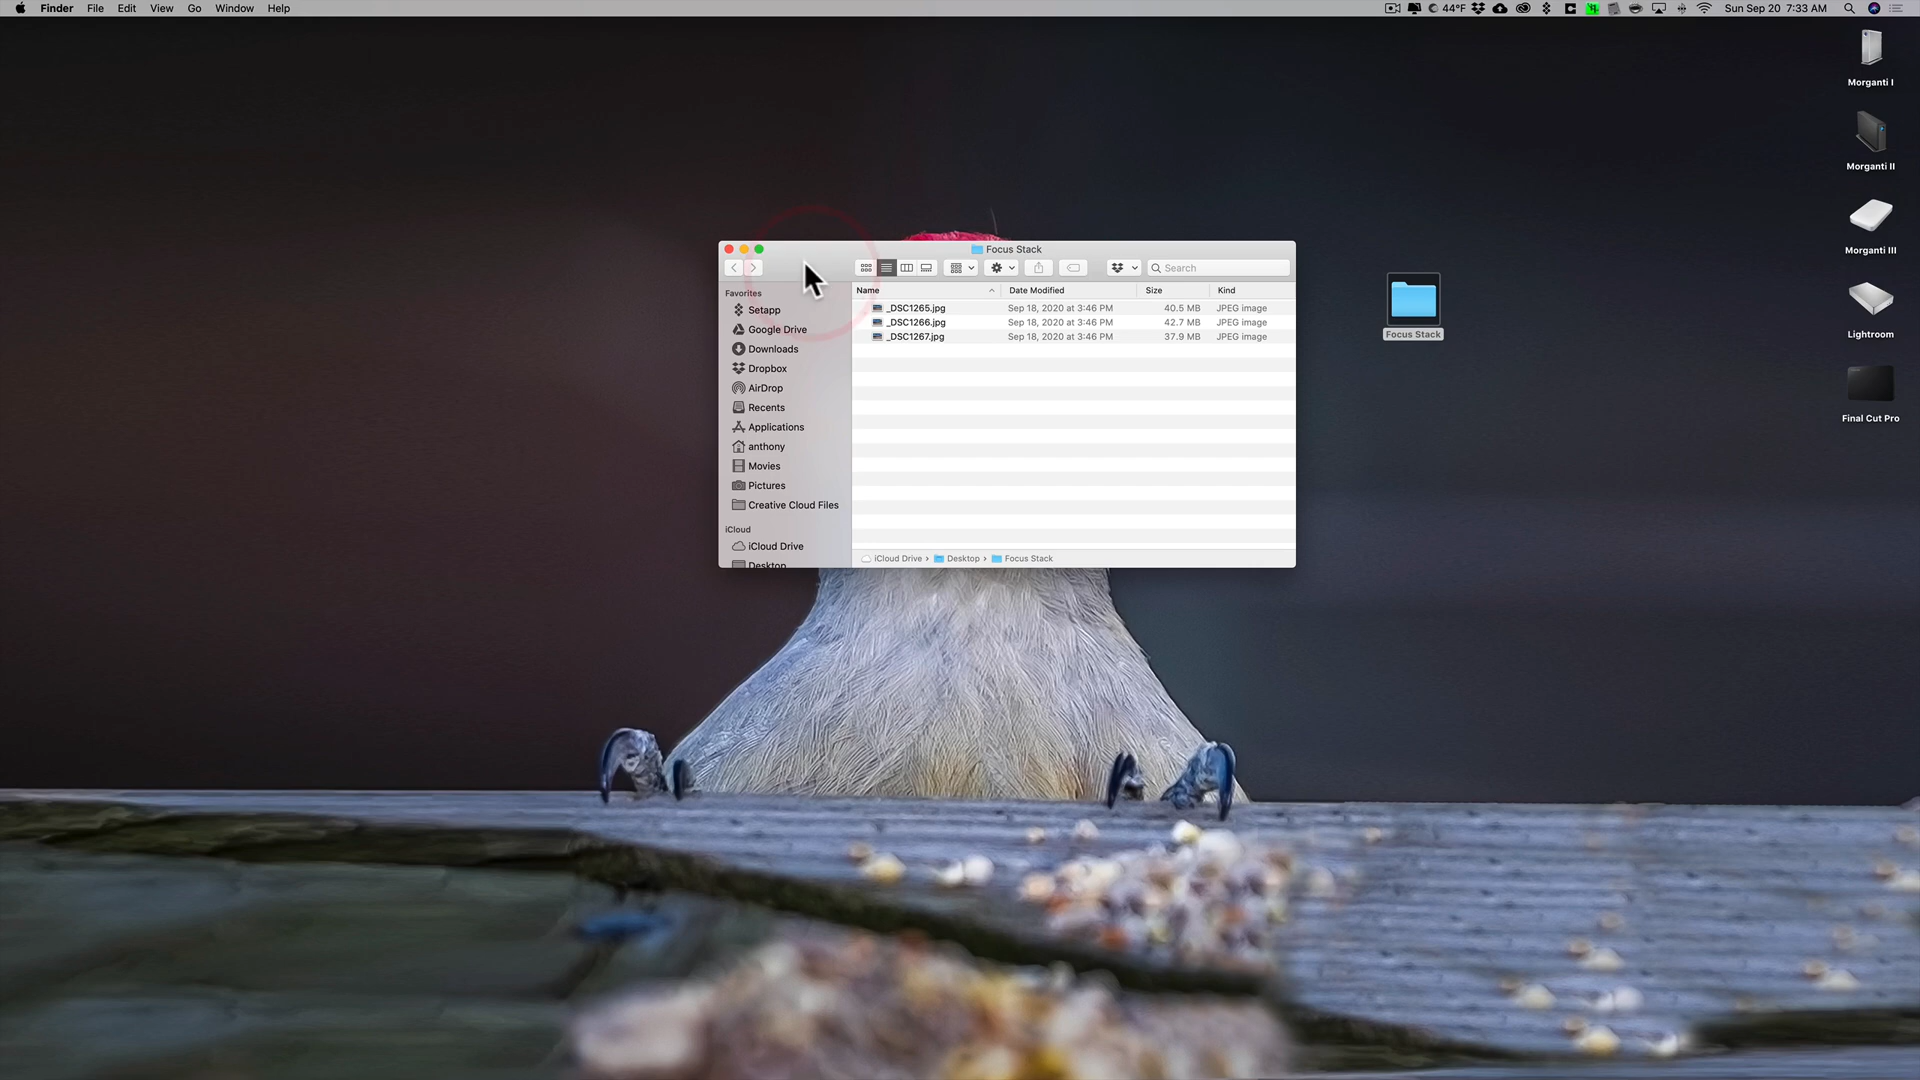 Finder File Edit View Go Window Help 44°F Sun Sep 20 7:33 AM
Morganti I
Morganti II
Morganti III
Lightroom
Final Cut Pro
Focus Stack
Focus Stack
Search
Favorites
Setapp
Google Drive
Downloads
Dropbox
AirDrop
Recents
Applications
anthony
Movies
Pictures
Creative Cloud Files
iCloud
iCloud Drive
Desktop
Name Date Modified Size Kind
_DSC1265.jpg Sep 18, 2020 at 3:46 PM 40.5 MB JPEG image
_DSC1266.jpg Sep 18, 2020 at 3:46 PM 42.7 MB JPEG image
_DSC1267.jpg Sep 18, 2020 at 3:46 PM 37.9 MB JPEG image
iCloud Drive › Desktop › Focus Stack